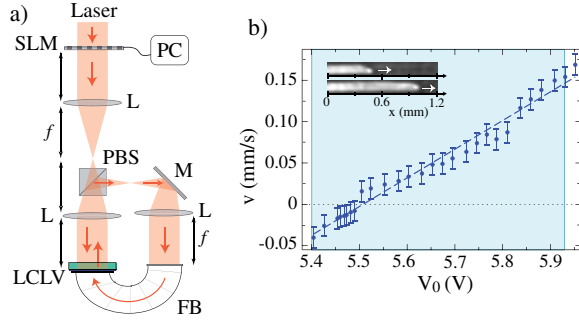 a)
Laser
SLM
PC
L
f
PBS
M
L
L
f
LCLV
FB
b)
v (mm/s)
0.15
0.10
0.05
0
-0.05
0
0.6
1.2
x (mm)
5.4
5.5
5.6
5.7
5.8
5.9
V₀ (V)